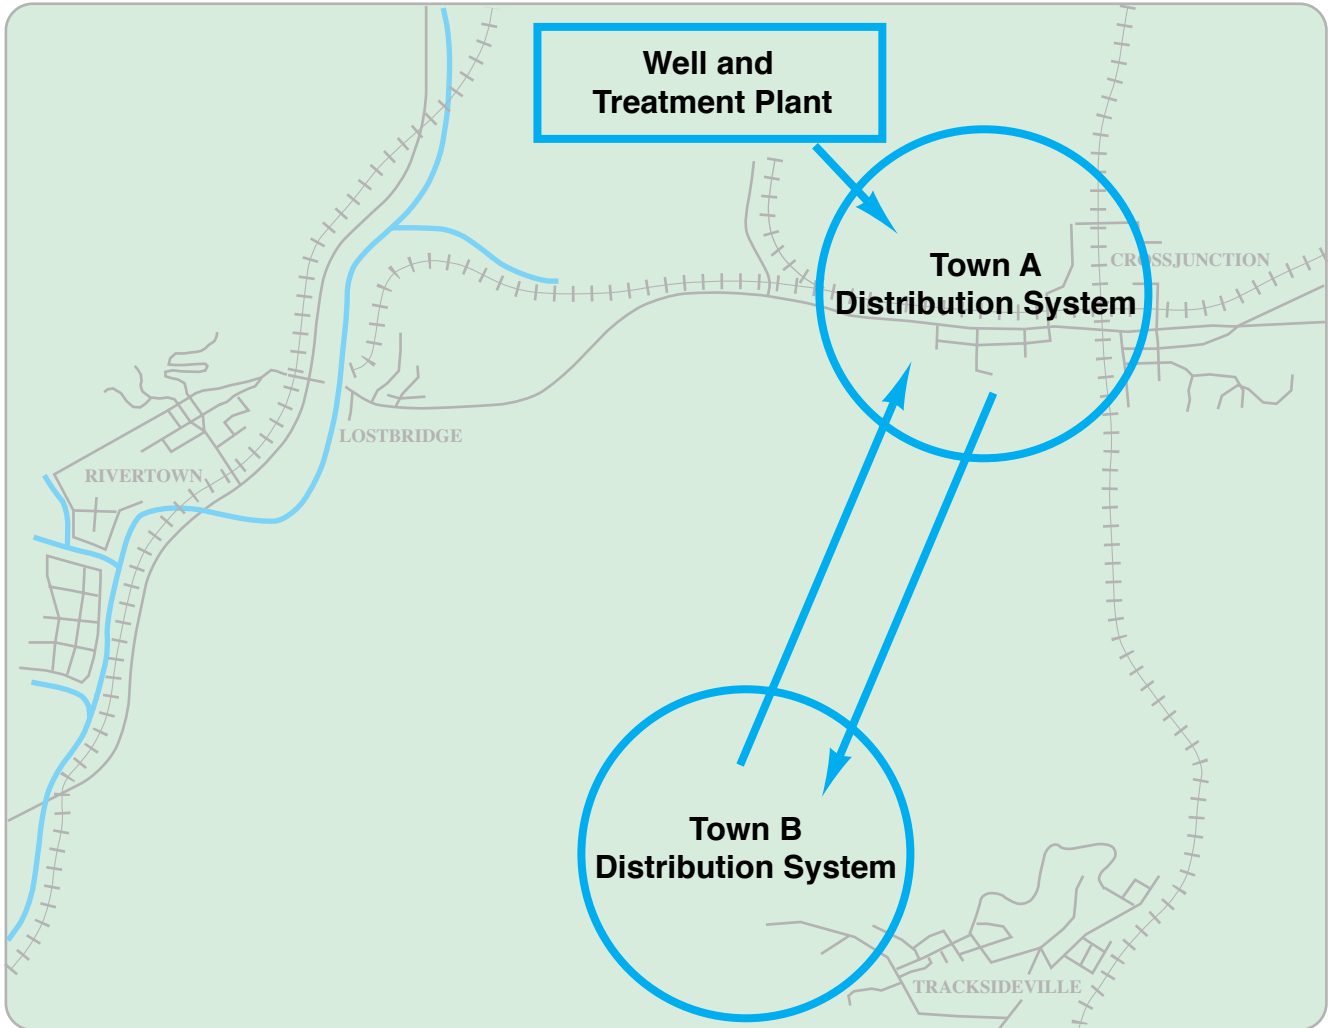 Well and
Treatment Plant
Town A
Distribution System
CROSSJUNCTION
LOSTBRIDGE
RIVERTOWN
Town B
Distribution System
TRACKSIDEVILLE